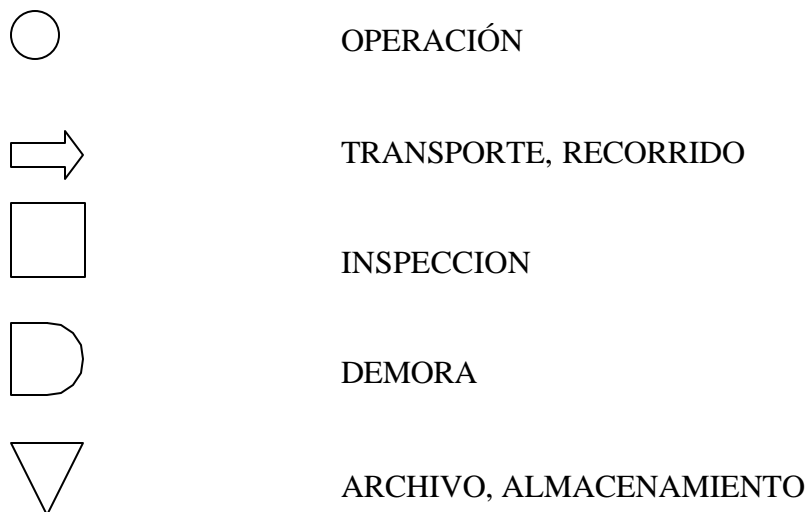 OPERACIÓN
TRANSPORTE, RECORRIDO
INSPECCION
DEMORA
ARCHIVO, ALMACENAMIENTO